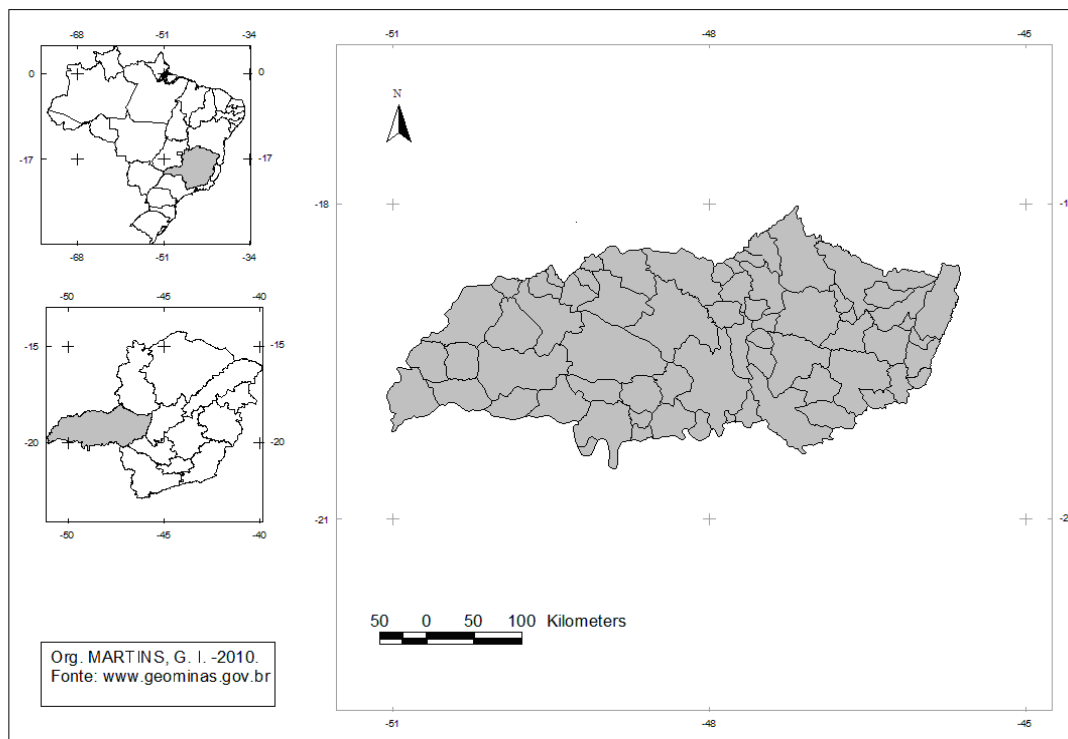 -68 -51 -34
0 0
-17 -17
-68 -51 -34
-50 -45 -40
-15 -15
-20 -20
-50 -45 -40
Org. MARTINS, G. I. -2010.
Fonte: www.geominas.gov.br
-51 -48 -45
N
-18
-21
50 0 50 100 Kilometers
-51 -48 -45